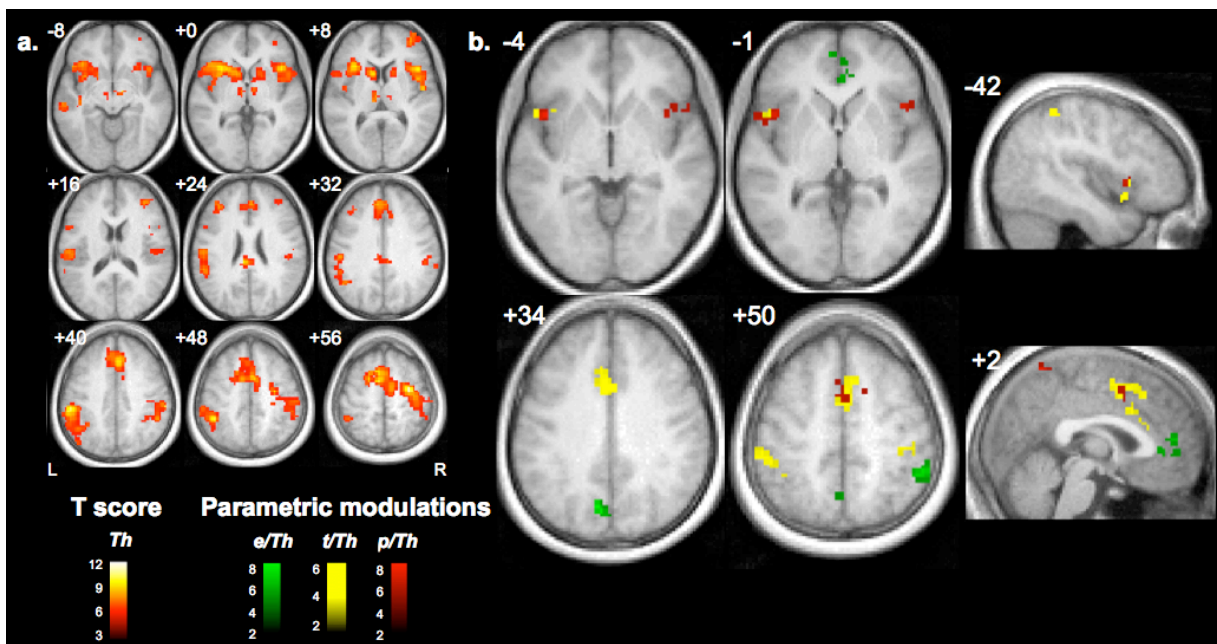 a.
-8 +0 +8
+16 +24 +32
+40 +48 +56
L R
T score
Th
12
9
6
3
Parametric modulations
e/Th t/Th p/Th
8 6 8
6 4 6
4 2 4
2 2
b.
-4 -1 -42
+34 +50 +2